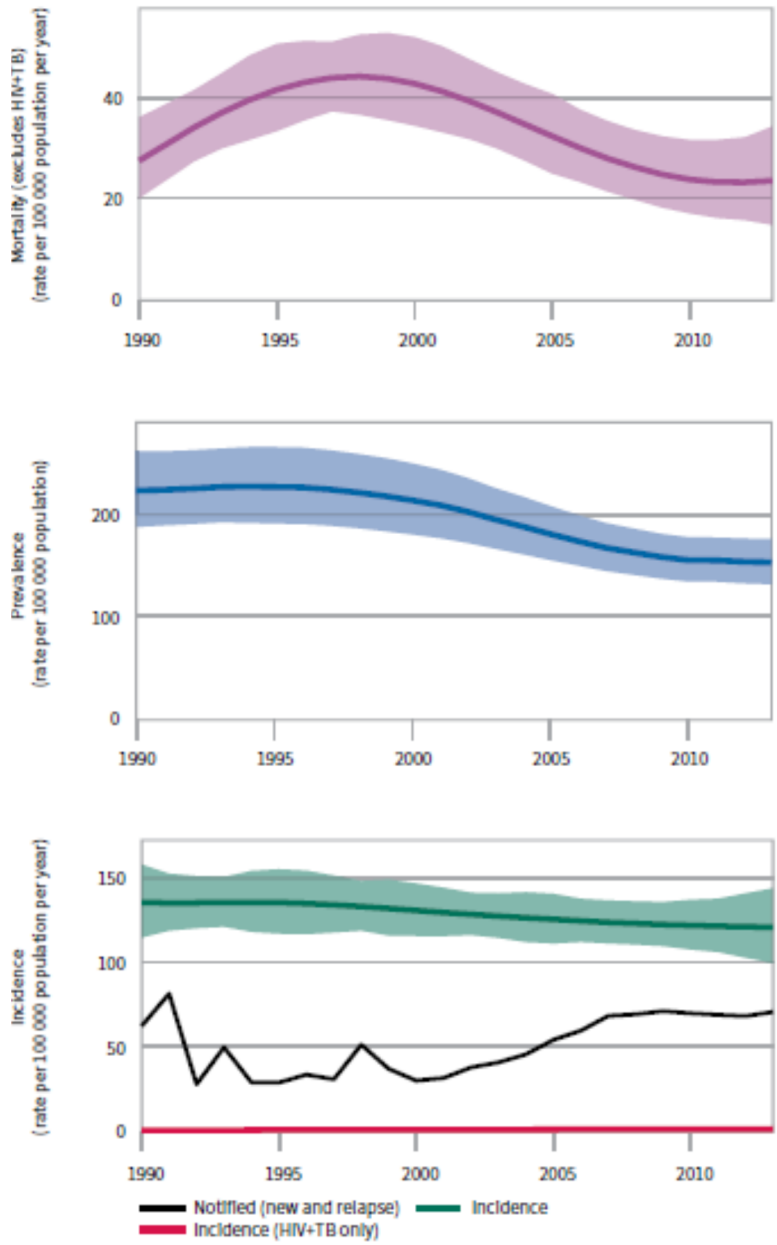 Mortality (excludes HIV+TB)
(rate per 100 000 population per year)
40
20
0
1990 1995 2000 2005 2010
Prevalence
(rate per 100 000 population)
200
100
0
1990 1995 2000 2005 2010
Incidence
(rate per 100 000 population per year)
150
100
50
0
1990 1995 2000 2005 2010
Notified (new and relapse) Incidence
Incidence (HIV+TB only)